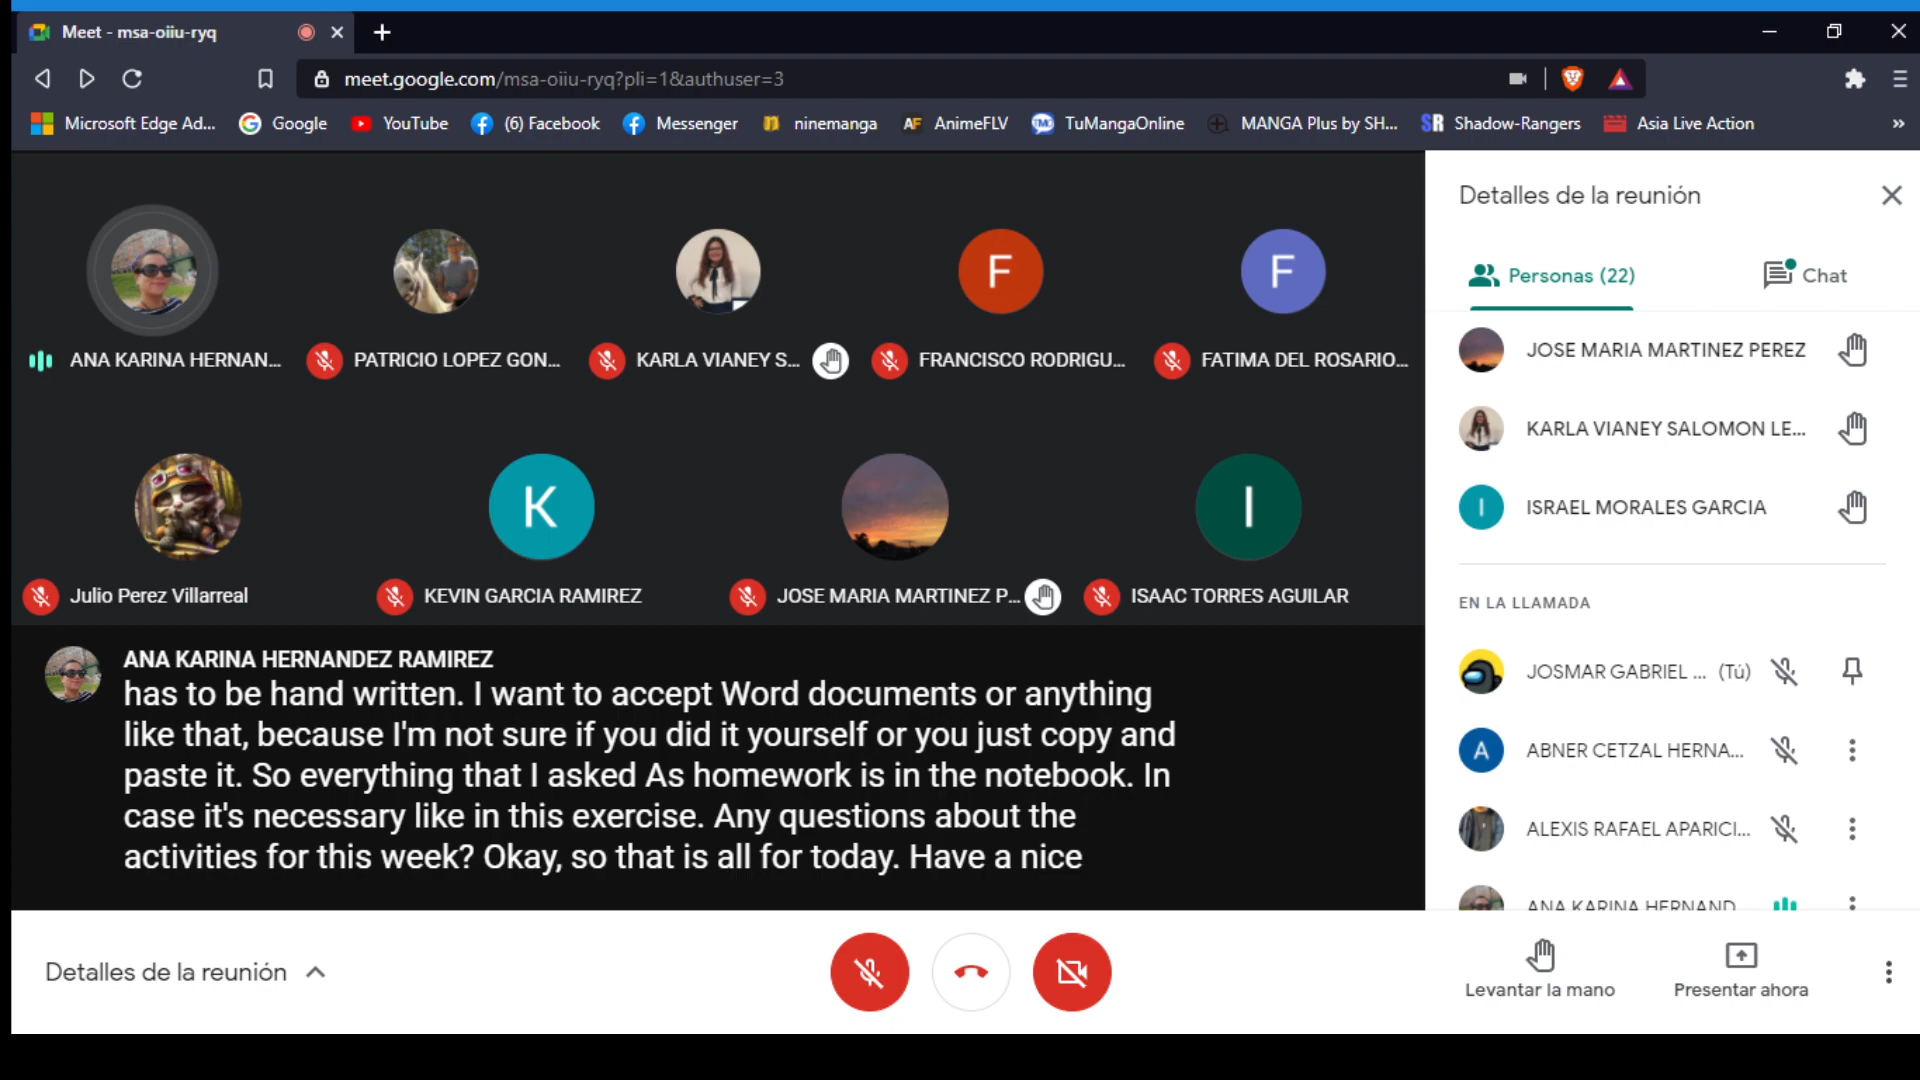 Meet - msa-oiiu-ryq
meet.google.com/msa-oiiu-ryq?pli=1&authuser=3
Microsoft Edge Ad... Google YouTube (6) Facebook Messenger ninemanga AF AnimeFLV TMO TuMangaOnline MANGA Plus by SH... SR Shadow-Rangers Asia Live Action »
F F
ANA KARINA HERNAN... PATRICIO LOPEZ GON... KARLA VIANEY S... FRANCISCO RODRIGU... FATIMA DEL ROSARIO...
K I
Julio Perez Villarreal KEVIN GARCIA RAMIREZ JOSE MARIA MARTINEZ P... ISAAC TORRES AGUILAR
ANA KARINA HERNANDEZ RAMIREZ
has to be hand written. I want to accept Word documents or anything
like that, because I'm not sure if you did it yourself or you just copy and
paste it. So everything that I asked As homework is in the notebook. In
case it's necessary like in this exercise. Any questions about the
activities for this week? Okay, so that is all for today. Have a nice
Detalles de la reunión
Personas (22) Chat
JOSE MARIA MARTINEZ PEREZ
KARLA VIANEY SALOMON LE...
I ISRAEL MORALES GARCIA
EN LA LLAMADA
JOSMAR GABRIEL ... (Tú)
A ABNER CETZAL HERNA...
ALEXIS RAFAEL APARICI...
ANA KARINA HERNAND
Detalles de la reunión
Levantar la mano Presentar ahora